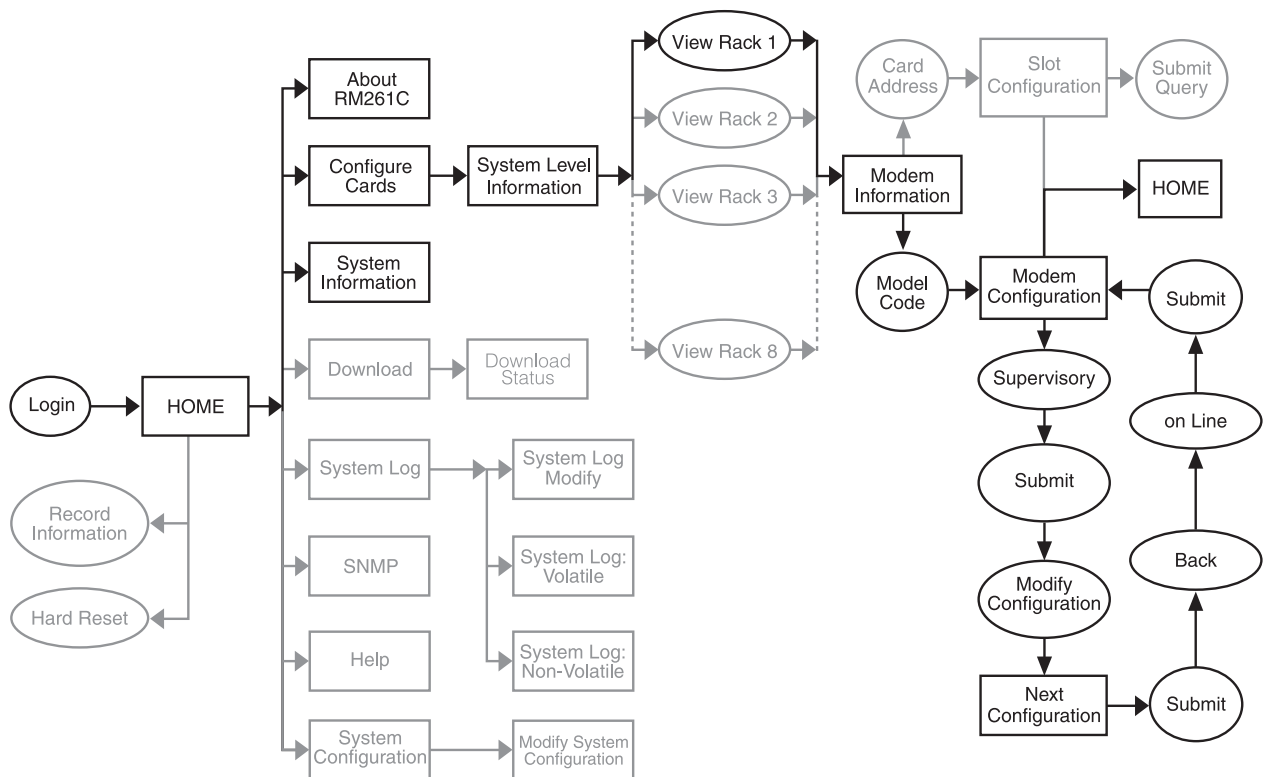 View Rack 1
Card
Address
Slot
Configuration
Submit
Query
About
RM261C
View Rack 2
Configure
Cards
System Level
Information
View Rack 3
Modem
Information
HOME
System
Information
Model
Code
Modem
Configuration
Submit
View Rack 8
Download
Download
Status
Supervisory
Login
HOME
on Line
System Log
System Log
Modify
Submit
Record
Information
SNMP
System Log:
Volatile
Modify
Configuration
Back
Hard Reset
Help
System Log:
Non-Volatile
Next
Configuration
Submit
System
Configuration
Modify System
Configuration